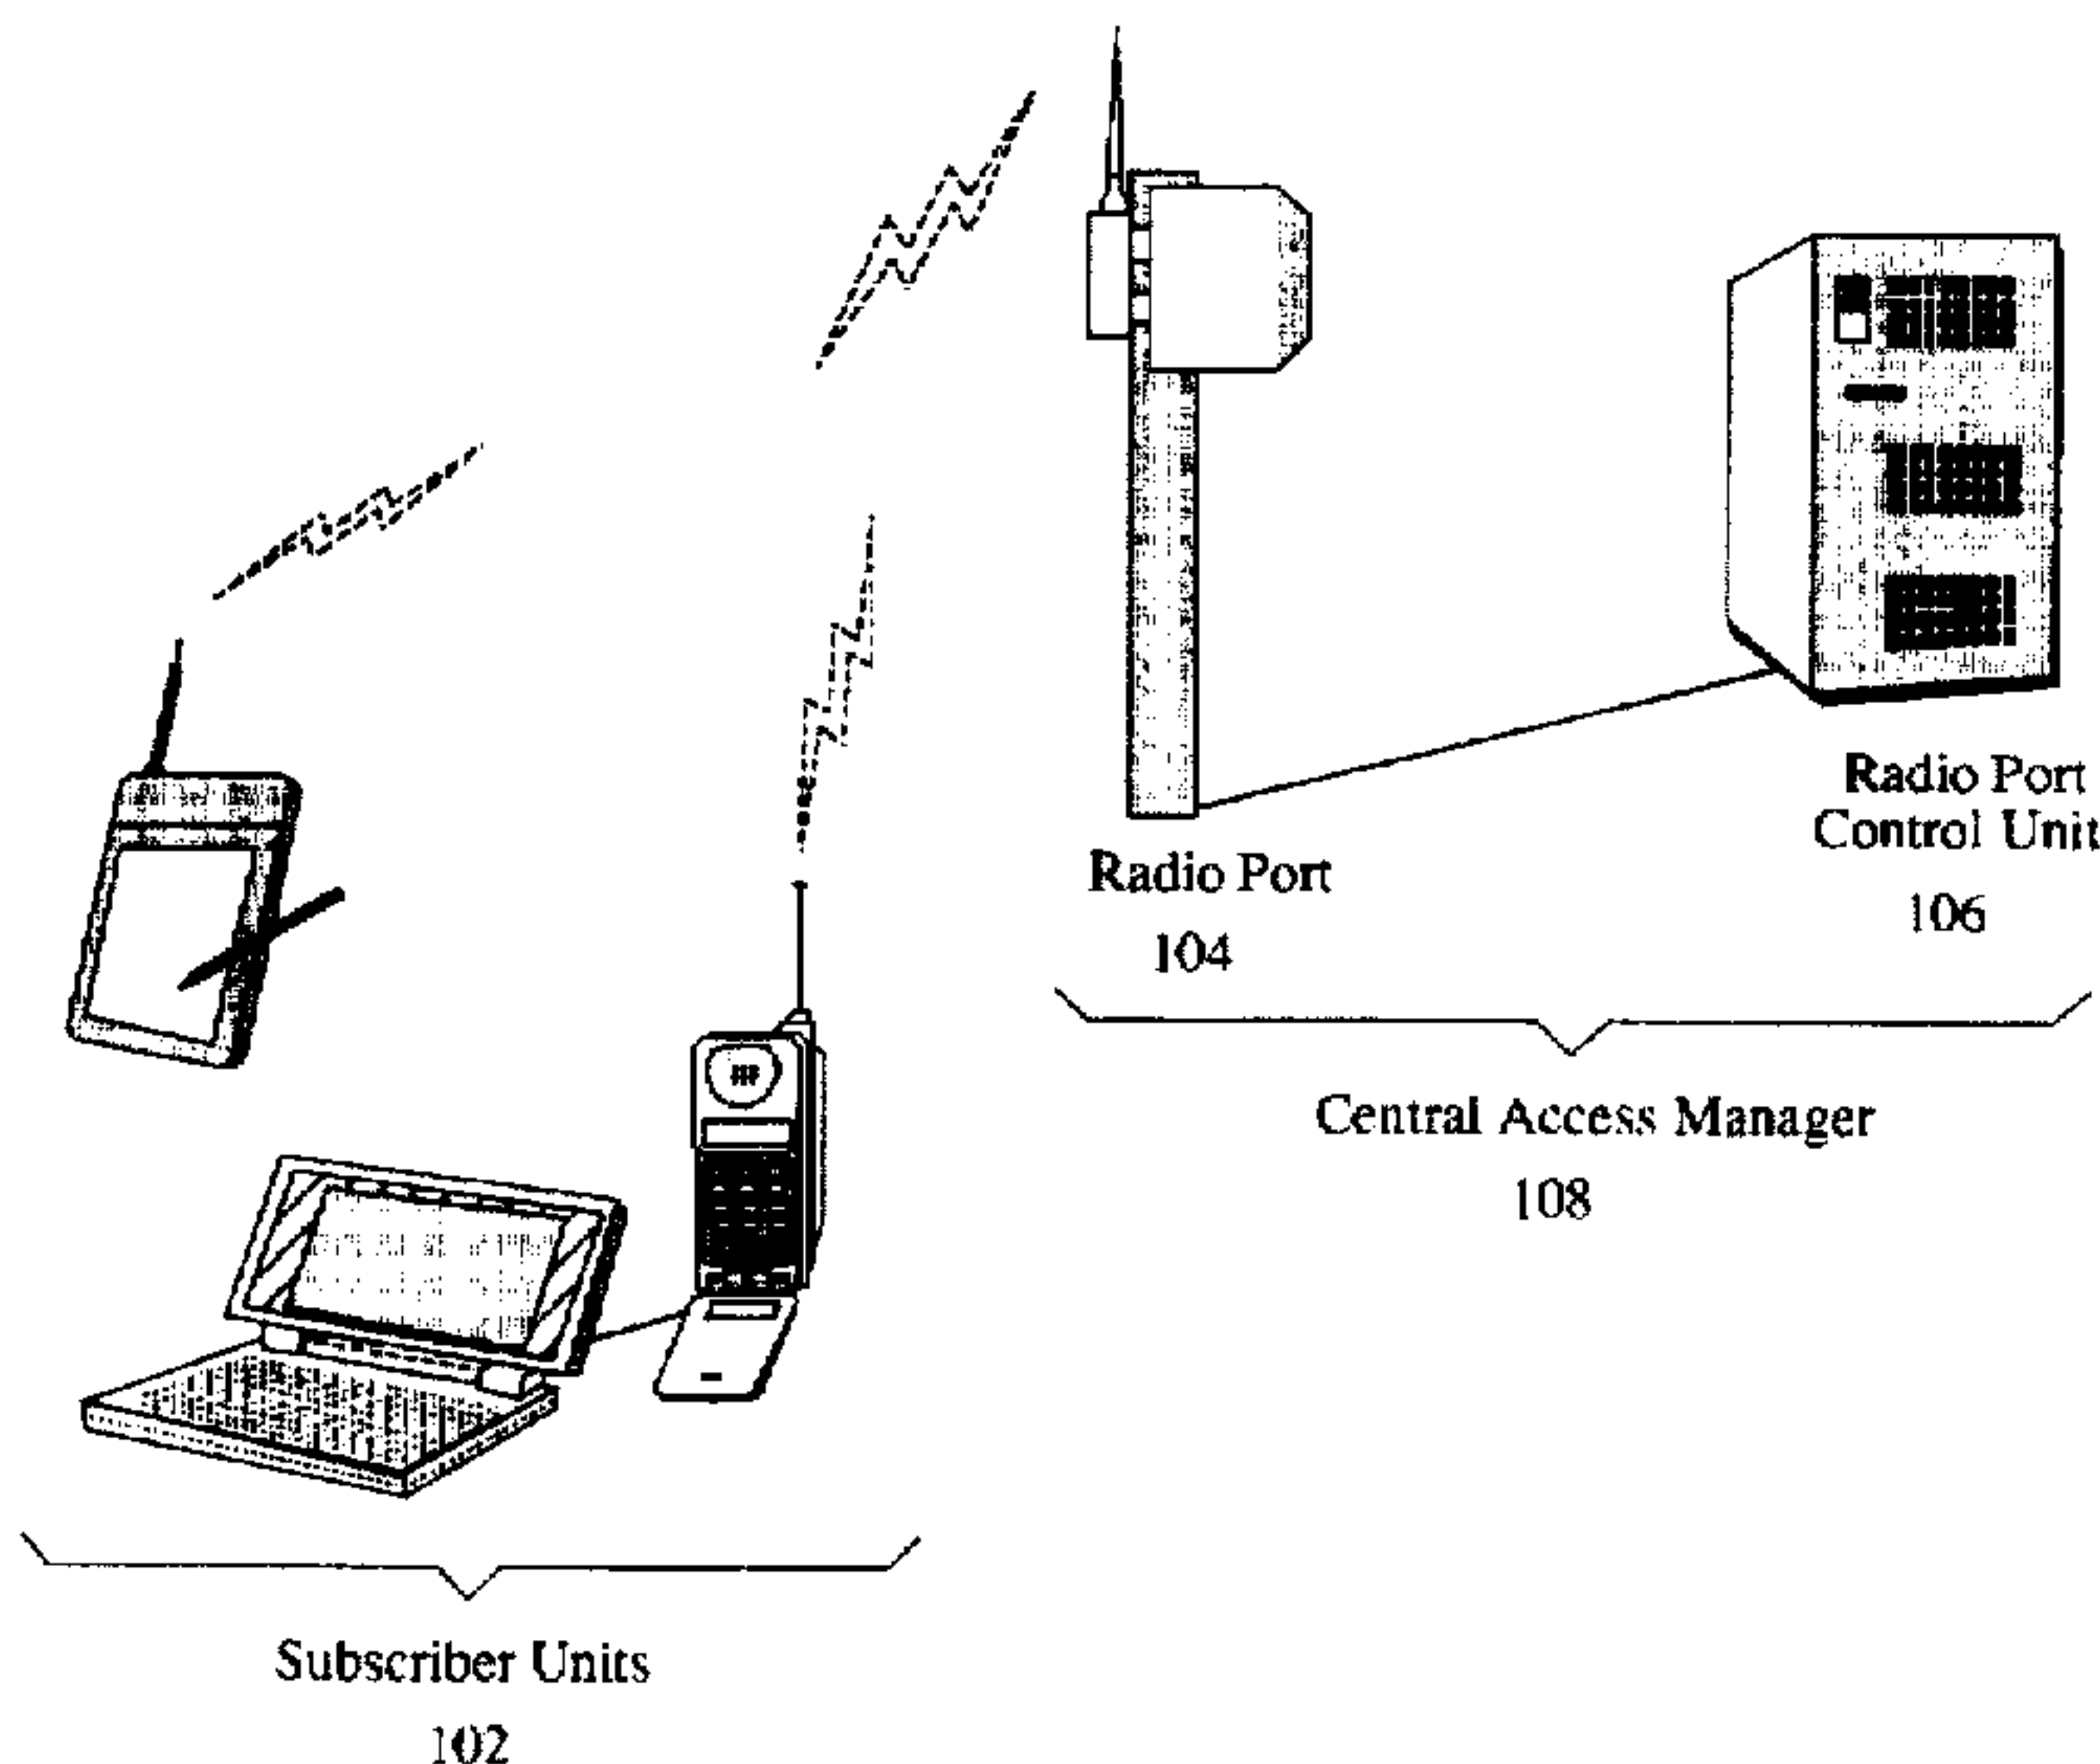 Radio Port
Control Unit
106
Radio Port
104
Central Access Manager
108
Subscriber Units
102